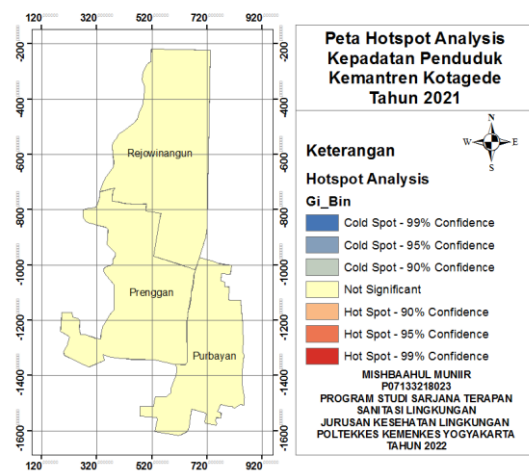 120 320 520 720 920
Peta Hotspot Analysis
Kepadatan Penduduk
Kemantren Kotagede
Tahun 2021
N
W E
S
Keterangan
Hotspot Analysis
Gi_Bin
Cold Spot - 99% Confidence
Cold Spot - 95% Confidence
Cold Spot - 90% Confidence
Not Significant
Hot Spot - 90% Confidence
Hot Spot - 95% Confidence
Hot Spot - 99% Confidence
MISHBAAHUL MUNIIR
P07133218023
PROGRAM STUDI SARJANA TERAPAN
SANITASI LINGKUNGAN
JURUSAN KESEHATAN LINGKUNGAN
POLTEKKES KEMENKES YOGYAKARTA
TAHUN 2022
Rejowinangun
Prenggan
Purbayan
-200
-400
-600
-800
-1000
-1200
-1400
-1600
-200
-400
-600
-800
-1000
-1200
-1400
-1600
120 320 520 720 920